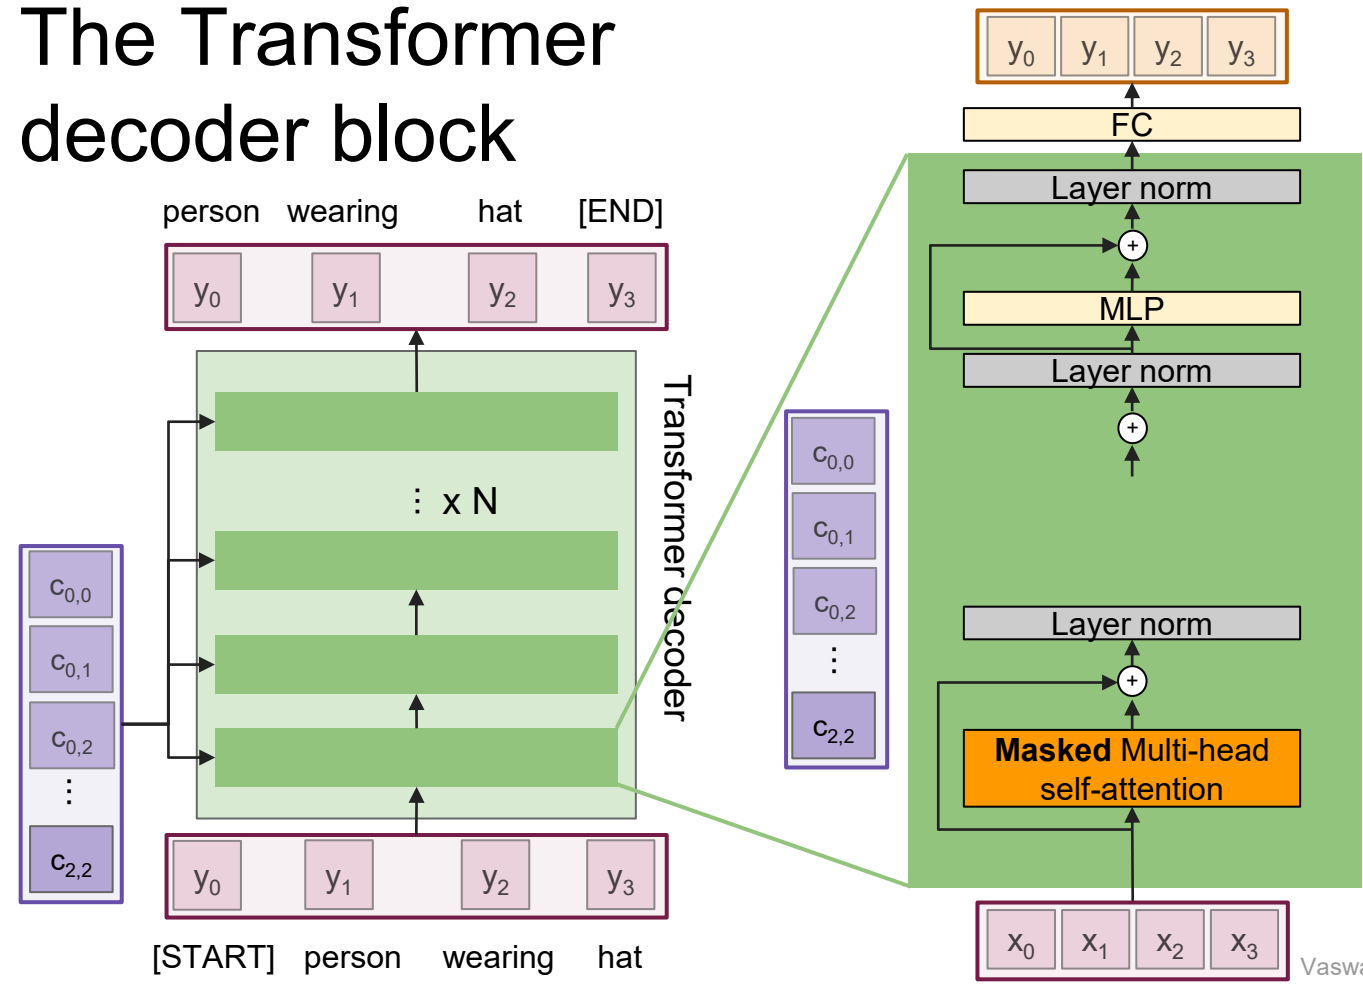 The Transformer
decoder block
person wearing hat [END]
y0 y1 y2 y3
⋮ x N
Transformer decoder
c0,0
c0,1
c0,2
⋮
c2,2
y0 y1 y2 y3
[START] person wearing hat
y0 y1 y2 y3
FC
Layer norm
+
MLP
Layer norm
+
c0,0
c0,1
c0,2
⋮
c2,2
Layer norm
+
Masked Multi-head
self-attention
x0 x1 x2 x3